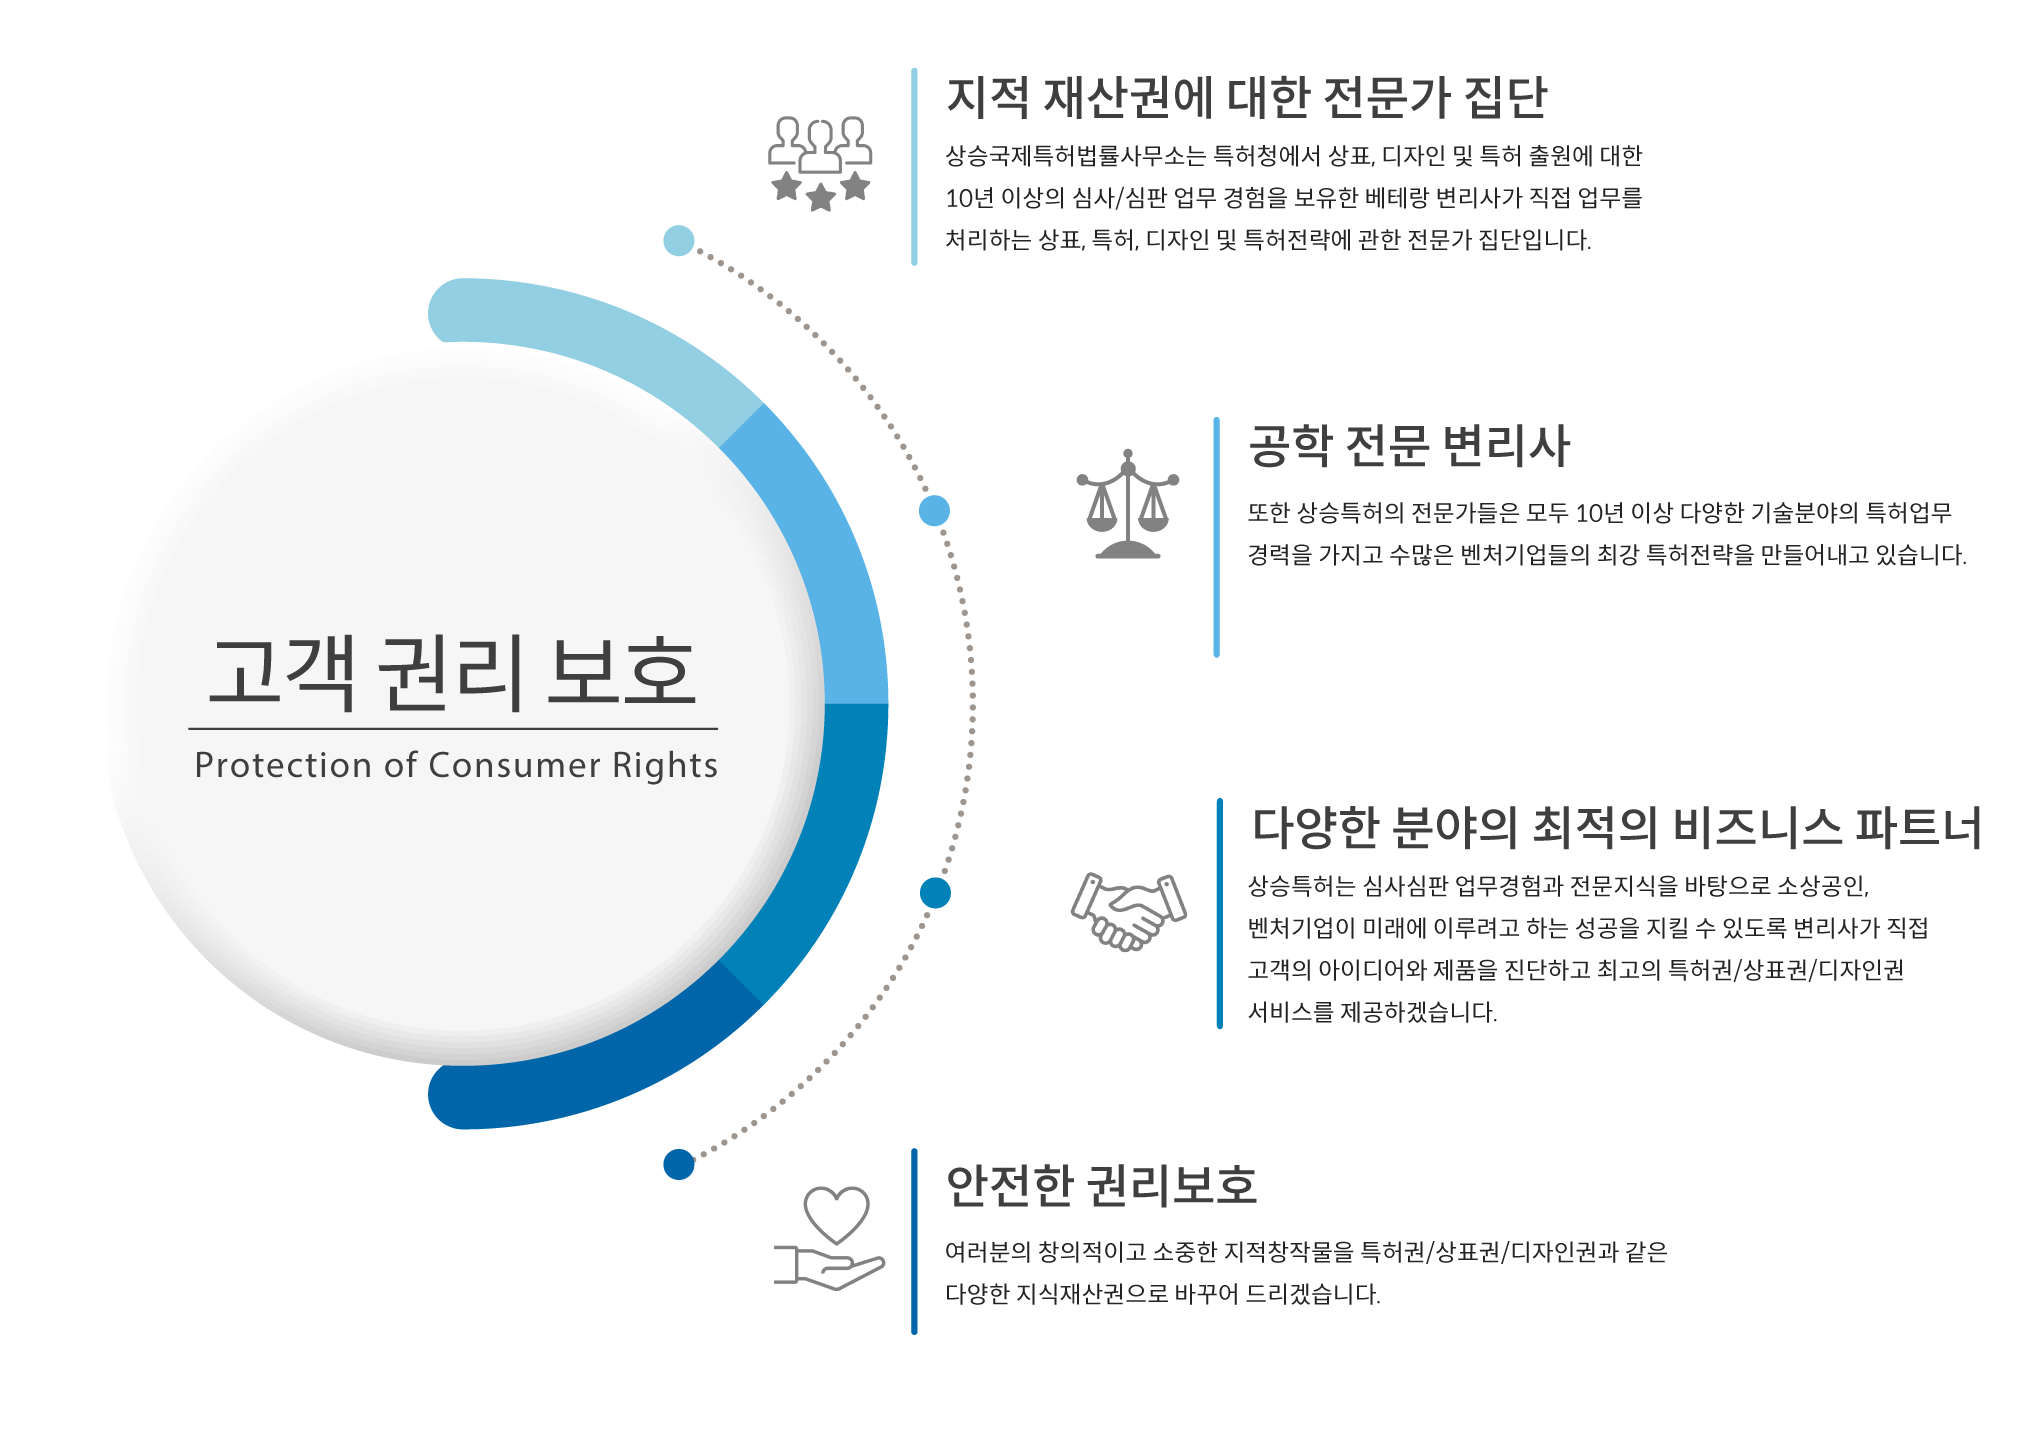 고객 권리 보호
Protection of Consumer Rights
지적 재산권에 대한 전문가 집단
상승국제특허법률사무소는 특허청에서 상표, 디자인 및 특허 출원에 대한
10년 이상의 심사/심판 업무 경험을 보유한 베테랑 변리사가 직접 업무를
처리하는 상표, 특허, 디자인 및 특허전략에 관한 전문가 집단입니다.
공학 전문 변리사
또한 상승특허의 전문가들은 모두 10년 이상 다양한 기술분야의 특허업무
경력을 가지고 수많은 벤처기업들의 최강 특허전략을 만들어내고 있습니다.
다양한 분야의 최적의 비즈니스 파트너
상승특허는 심사심판 업무경험과 전문지식을 바탕으로 소상공인,
벤처기업이 미래에 이루려고 하는 성공을 지킬 수 있도록 변리사가 직접
고객의 아이디어와 제품을 진단하고 최고의 특허권/상표권/디자인권
서비스를 제공하겠습니다.
안전한 권리보호
여러분의 창의적이고 소중한 지적창작물을 특허권/상표권/디자인권과 같은
다양한 지식재산권으로 바꾸어 드리겠습니다.